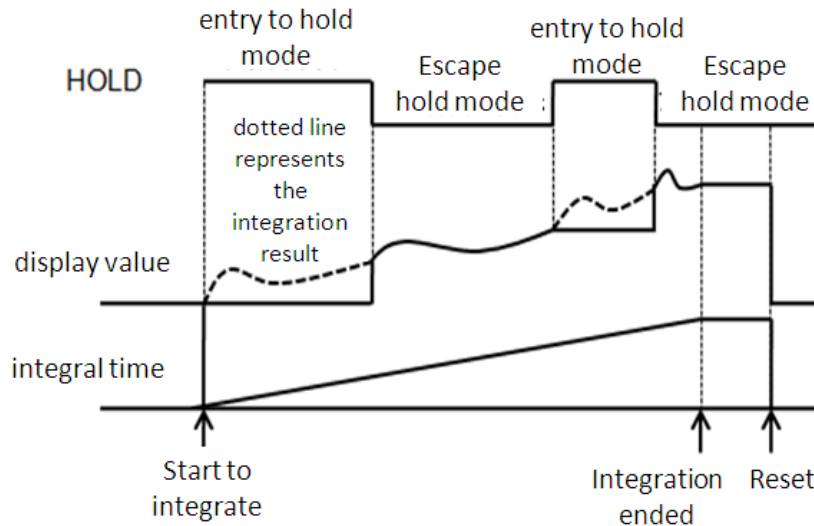 entry to hold
mode
HOLD
Escape
hold mode
entry to hold
mode
Escape
hold mode
dotted line
represents
the
integration
result
display value
integral time
Start to
integrate
Integration
ended
Reset